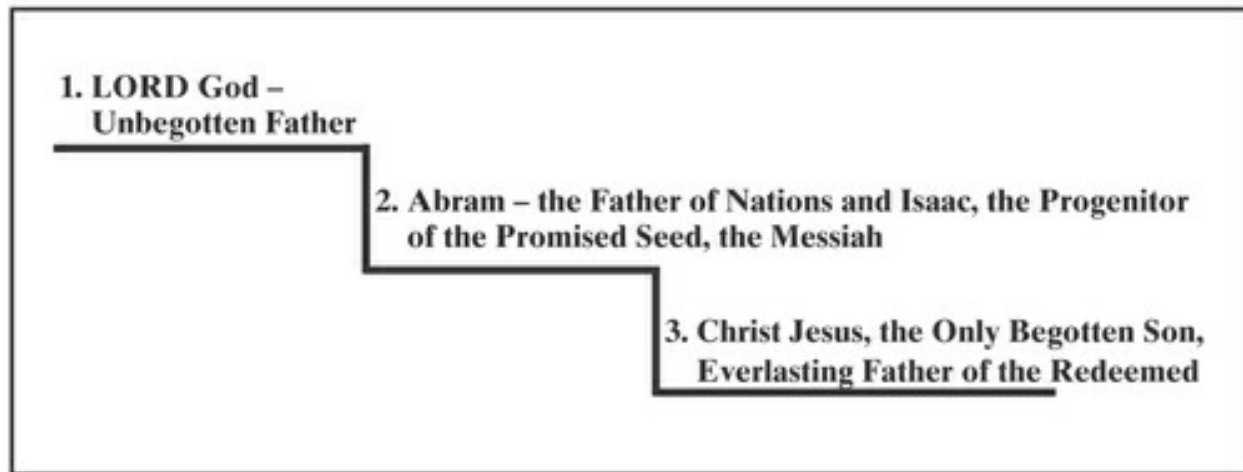 1. LORD God –
Unbegotten Father
2. Abram – the Father of Nations and Isaac, the Progenitor
of the Promised Seed, the Messiah
3. Christ Jesus, the Only Begotten Son,
Everlasting Father of the Redeemed